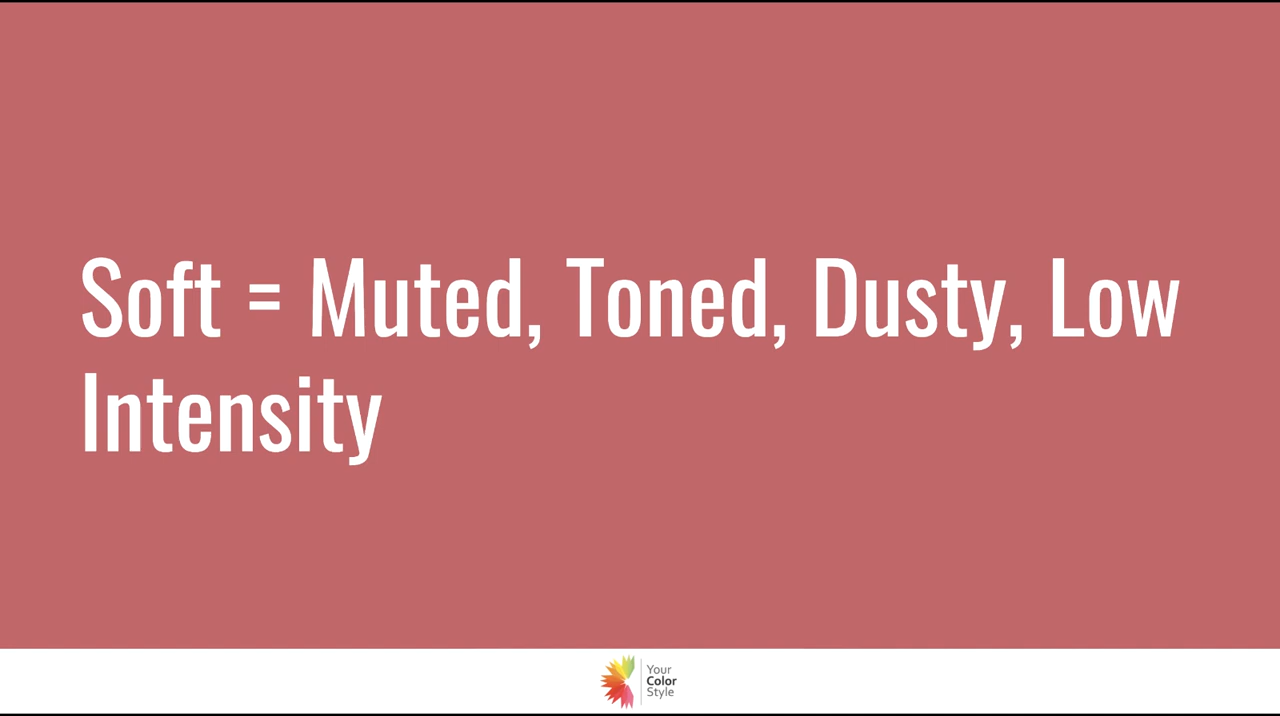 Soft = Muted, Toned, Dusty, Low
Intensity
Your
Color
Style